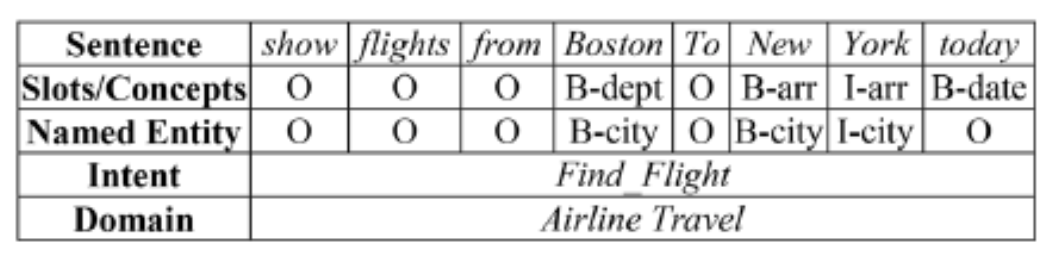 Sentence show flights from Boston To New York today
Slots/Concepts O O O B-dept O B-arr I-arr B-date
Named Entity O O O B-city O B-city I-city O
Intent Find_Flight
Domain Airline Travel